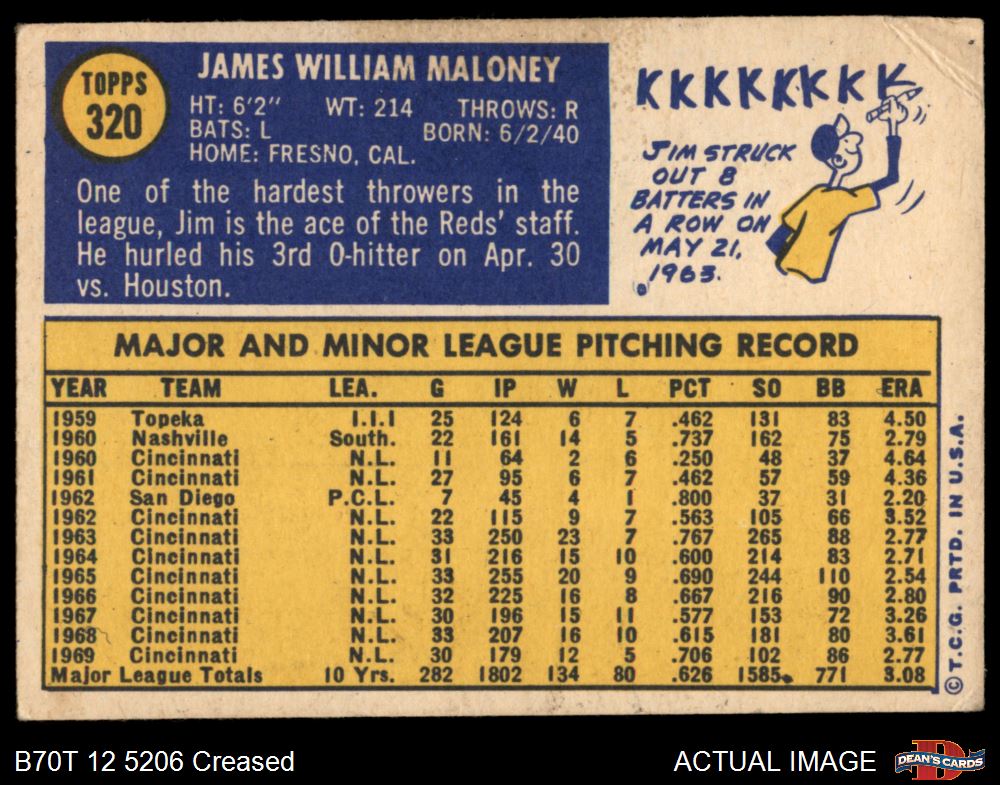 TOPPS
320
JAMES WILLIAM MALONEY
HT: 6'2" WT: 214 THROWS: R
BATS: L BORN: 6/2/40
HOME: FRESNO, CAL.
One of the hardest throwers in the
league, Jim is the ace of the Reds' staff.
He hurled his 3rd 0-hitter on Apr. 30
vs. Houston.
KKKKKKKK
JIM STRUCK
OUT 8
BATTERS IN
A ROW ON
MAY 21,
1963.
MAJOR AND MINOR LEAGUE PITCHING RECORD
YEAR TEAM LEA. G IP W L PCT SO BB ERA
1959 Topeka I.I.I 25 124 6 7 .462 131 83 4.50
1960 Nashville South. 22 161 14 5 .737 162 75 2.79
1960 Cincinnati N.L. 11 64 2 6 .250 48 37 4.64
1961 Cincinnati N.L. 27 95 6 7 .462 57 59 4.36
1962 San Diego P.C.L. 7 45 4 1 .800 37 31 2.20
1962 Cincinnati N.L. 22 115 9 7 .563 105 66 3.52
1963 Cincinnati N.L. 33 250 23 7 .767 265 88 2.77
1964 Cincinnati N.L. 31 216 15 10 .600 214 83 2.71
1965 Cincinnati N.L. 33 255 20 9 .690 244 110 2.54
1966 Cincinnati N.L. 32 225 16 8 .667 216 90 2.80
1967 Cincinnati N.L. 30 196 15 11 .577 153 72 3.26
1968 Cincinnati N.L. 33 207 16 10 .615 181 80 3.61
1969 Cincinnati N.L. 30 179 12 5 .706 102 86 2.77
Major League Totals 10 Yrs. 282 1802 134 80 .626 1585 771 3.08
© T.C.G. PRTD. IN U.S.A.
B70T 12 5206 Creased
ACTUAL IMAGE
DEAN'S CARDS